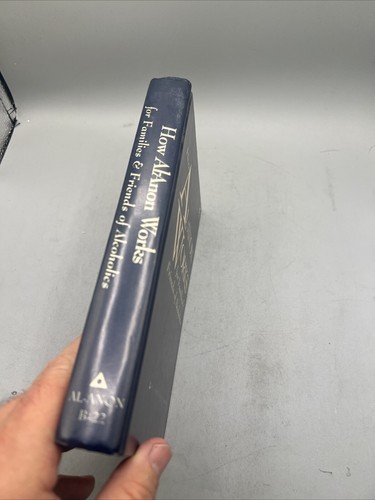 How Al-Anon Works
for Families & Friends of Alcoholics
AL-ANON
B-22